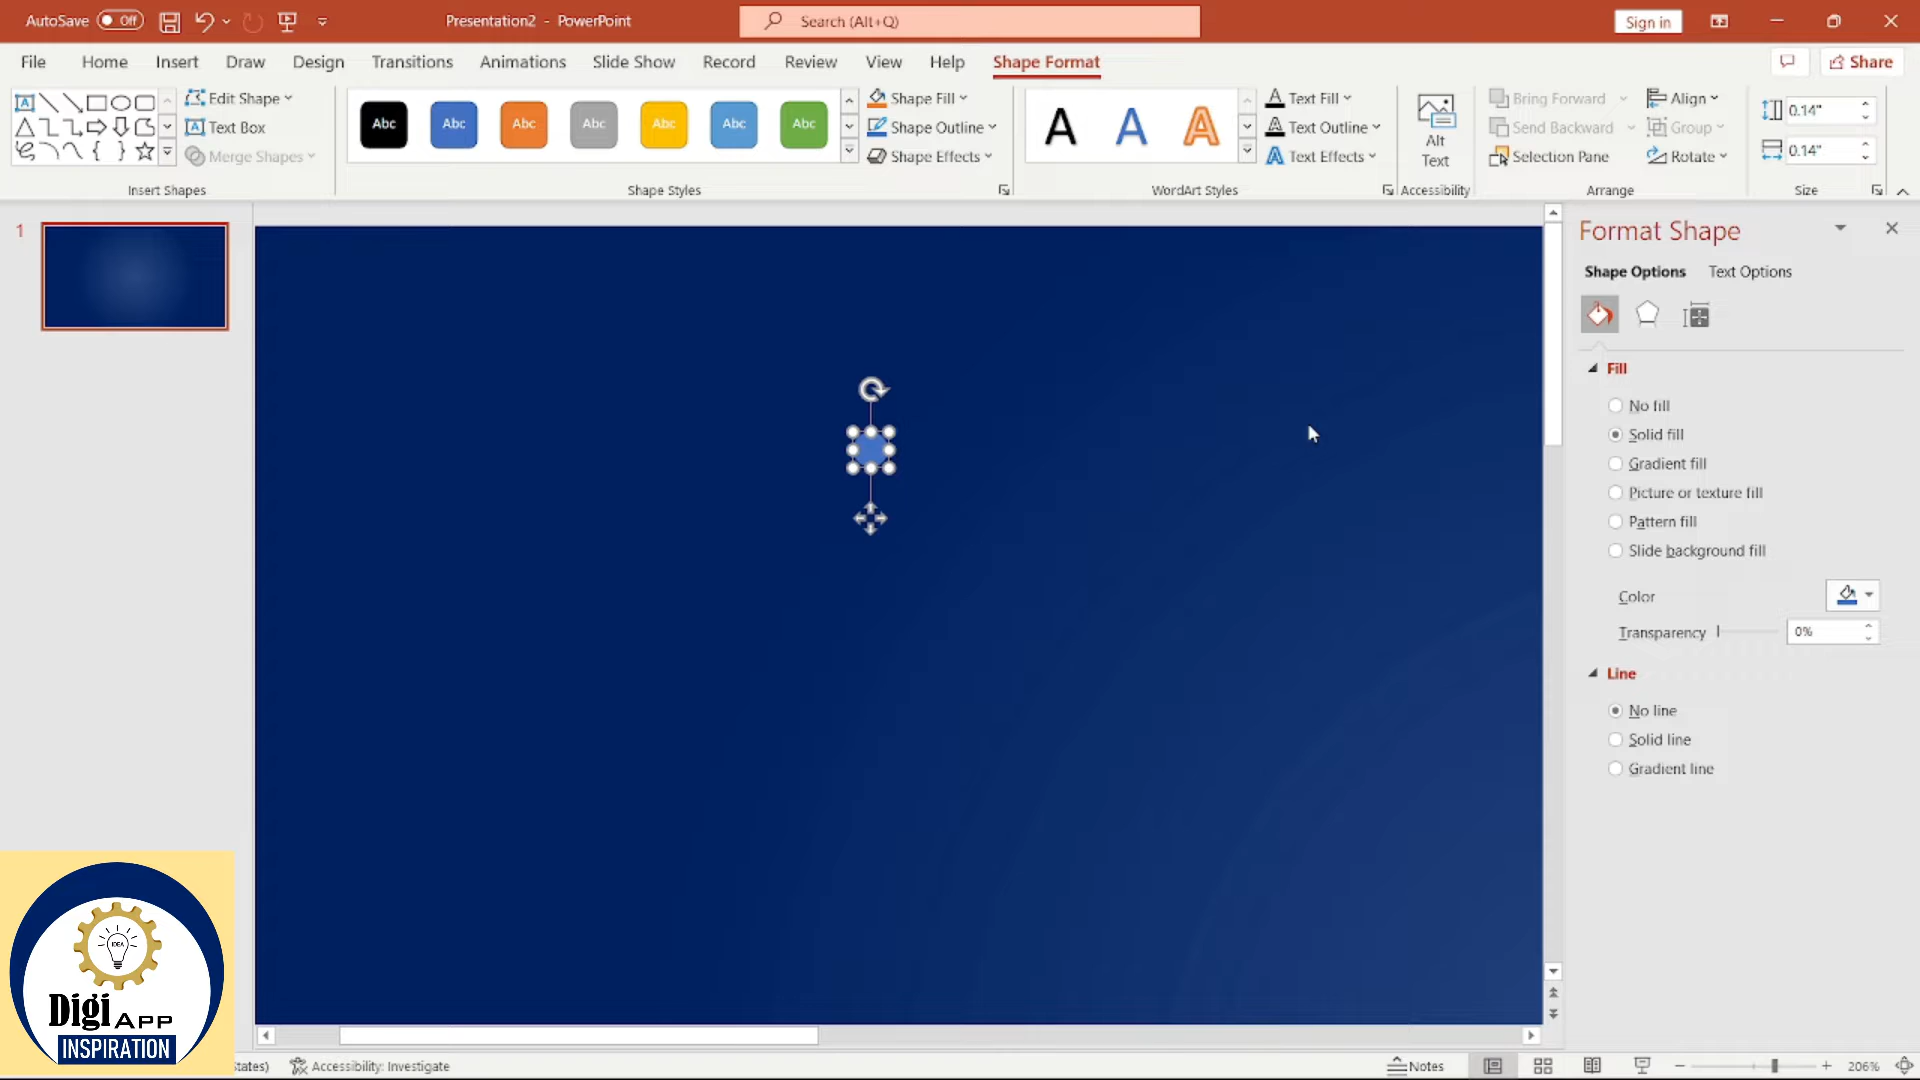 AutoSave Off Presentation2 - PowerPoint Search (Alt+Q) Sign in
File Home Insert Draw Design Transitions Animations Slide Show Record Review View Help Shape Format Share
Edit Shape Abc Abc Abc Abc Abc Abc Abc Shape Fill A A A Text Fill Bring Forward Align 0.14"
Text Box Shape Outline Text Outline Alt Text Send Backward Group
Merge Shapes Shape Effects Text Effects Selection Pane Rotate 0.14"
Insert Shapes Shape Styles WordArt Styles Accessibility Arrange Size
1
Format Shape
Shape Options Text Options
Fill
No fill
Solid fill
Gradient fill
Picture or texture fill
Pattern fill
Slide background fill
Color
Transparency 0%
Line
No line
Solid line
Gradient line
IDEA
Digi APP
INSPIRATION
tates) Accessibility: Investigate Notes 206%